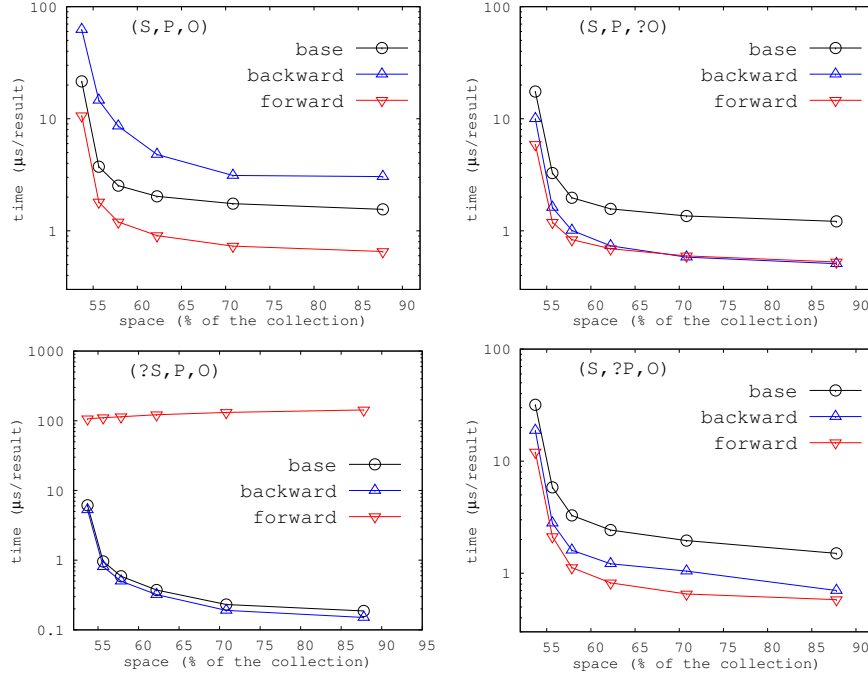 (S,P,O)
base
backward
forward
time (µs/result)
100
10
1
55 60 65 70 75 80 85 90
space (% of the collection)
(S,P,?O)
base
backward
forward
time (µs/result)
100
10
1
55 60 65 70 75 80 85 90
space (% of the collection)
(?S,P,O)
base
backward
forward
time (µs/result)
1000
100
10
1
0.1
55 60 65 70 75 80 85 90 95
space (% of the collection)
(S,?P,O)
base
backward
forward
time (µs/result)
100
10
1
55 60 65 70 75 80 85 90
space (% of the collection)